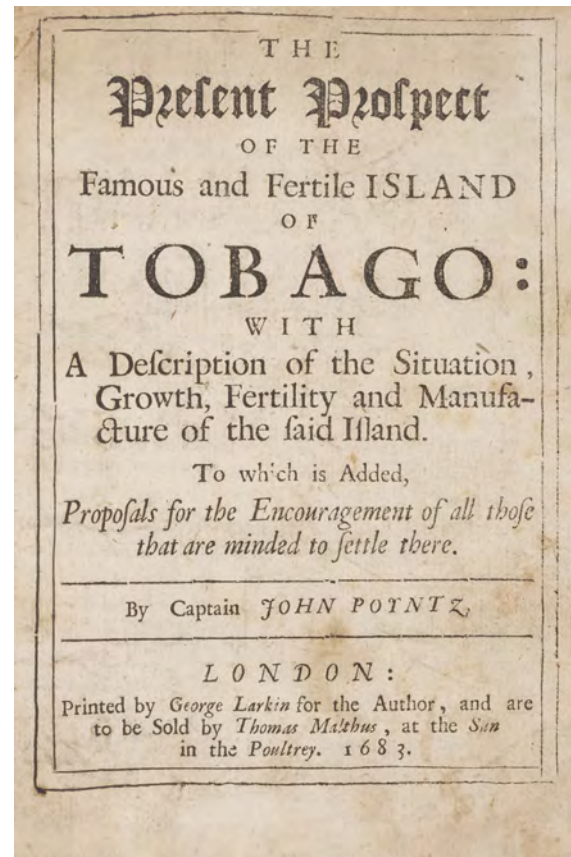 THE
Preſent Proſpect
OF THE
Famous and Fertile ISLAND
OF
TOBAGO:
WITH
A Deſcription of the Situation,
Growth, Fertility and Manufa-
cture of the ſaid Iſland.
To which is Added,
Propoſals for the Encouragement of all thoſe
that are minded to ſettle there.
By Captain JOHN POYNTZ,
LONDON:
Printed by George Larkin for the Author, and are
to be Sold by Thomas Malthus, at the Sun
in the Poultrey. 1683.